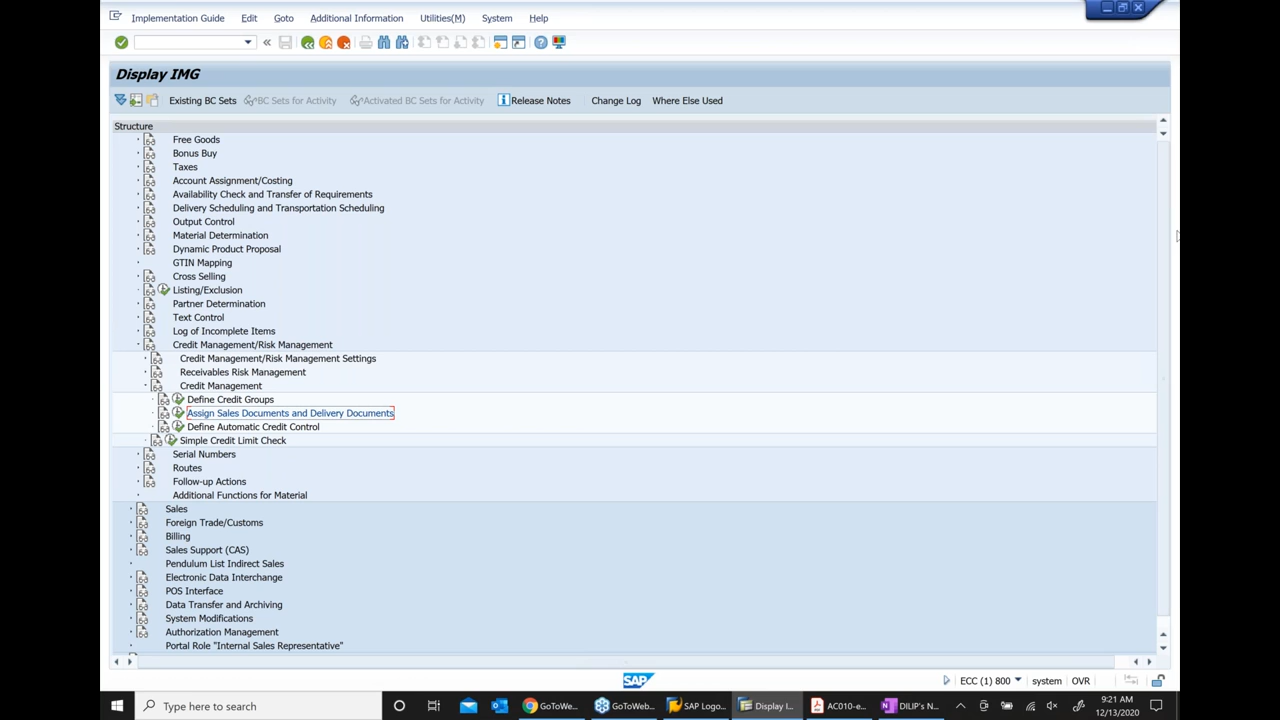 Implementation Guide Edit Goto Additional Information Utilities(M) System Help
Display IMG
Existing BC Sets BC Sets for Activity Activated BC Sets for Activity Release Notes Change Log Where Else Used
Structure
Free Goods
Bonus Buy
Taxes
Account Assignment/Costing
Availability Check and Transfer of Requirements
Delivery Scheduling and Transportation Scheduling
Output Control
Material Determination
Dynamic Product Proposal
GTIN Mapping
Cross Selling
Listing/Exclusion
Partner Determination
Text Control
Log of Incomplete Items
Credit Management/Risk Management
Credit Management/Risk Management Settings
Receivables Risk Management
Credit Management
Define Credit Groups
Assign Sales Documents and Delivery Documents
Define Automatic Credit Control
Simple Credit Limit Check
Serial Numbers
Routes
Follow-up Actions
Additional Functions for Material
Sales
Foreign Trade/Customs
Billing
Sales Support (CAS)
Pendulum List Indirect Sales
Electronic Data Interchange
POS Interface
Data Transfer and Archiving
System Modifications
Authorization Management
Portal Role "Internal Sales Representative"
SAP ECC (1) 800 system OVR
Type here to search GoToWe... GoToWeb... SAP Logo... Display I... AC010-e... DILIP's N... 9:21 AM
12/13/2020